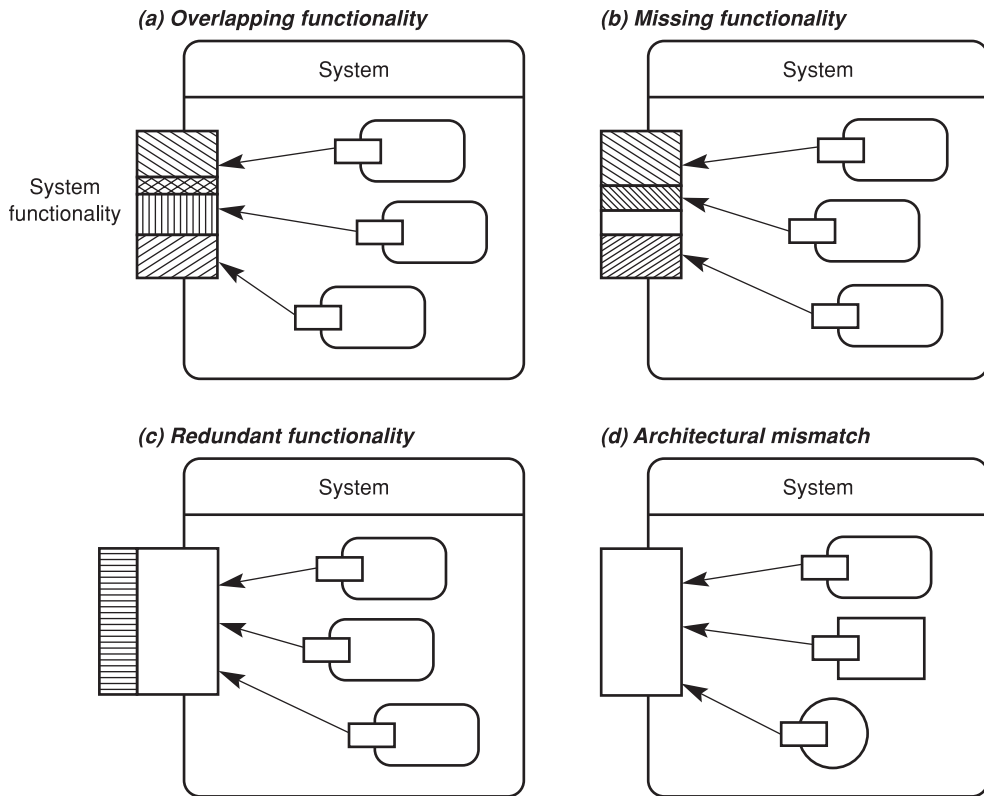 (a) Overlapping functionality
(b) Missing functionality
System
System
System
functionality
(c) Redundant functionality
(d) Architectural mismatch
System
System